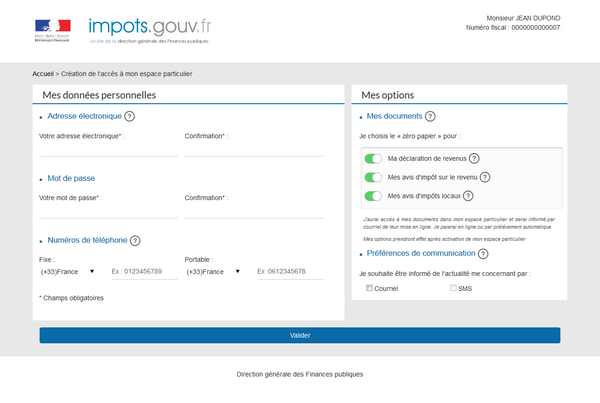 Liberté • Égalité • Fraternité
RÉPUBLIQUE FRANÇAISE
impots.gouv.fr
un site de la direction générale des Finances publiques
Monsieur JEAN DUPOND
Numéro fiscal : 0000000000007
Accueil > Création de l'accès à mon espace particulier
Mes données personnelles
Adresse électronique ?
Votre adresse électronique* :
Confirmation* :
Mot de passe
Votre mot de passe* :
Confirmation* :
Numéros de téléphone ?
Fixe :
Portable :
(+33)France
Ex : 0123456789
(+33)France
Ex :0612345678
* Champs obligatoires
Mes options
Mes documents ?
Je choisis le « zéro papier » pour :
Ma déclaration de revenus ?
Mes avis d'impôt sur le revenu ?
Mes avis d'impôts locaux ?
J'aurai accès à mes documents dans mon espace particulier et serai informé par
courriel de leur mise en ligne. Je paierai en ligne ou par prélèvement automatique.
Mes options prendront effet après activation de mon espace particulier
Préférences de communication ?
Je souhaite être informé de l'actualité me concernant par :
Courriel
SMS
Valider
Direction générale des Finances publiques